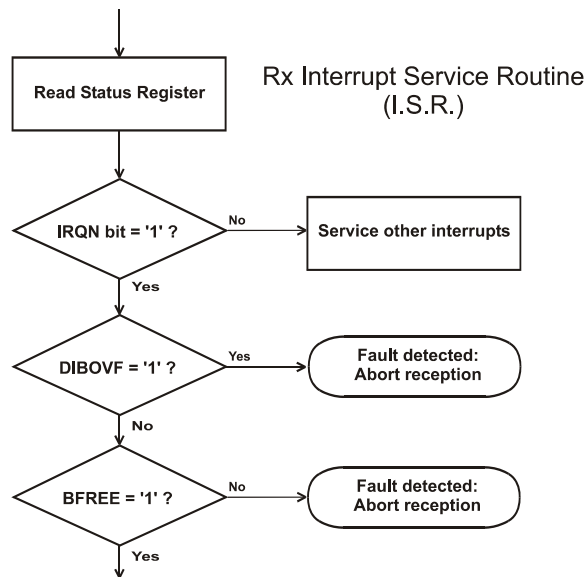 Rx Interrupt Service Routine
(I.S.R.)
Read Status Register
IRQN bit = '1' ?
No
Service other interrupts
Yes
DIBOVF = '1' ?
Yes
Fault detected:
Abort reception
No
BFREE = '1' ?
No
Fault detected:
Abort reception
Yes